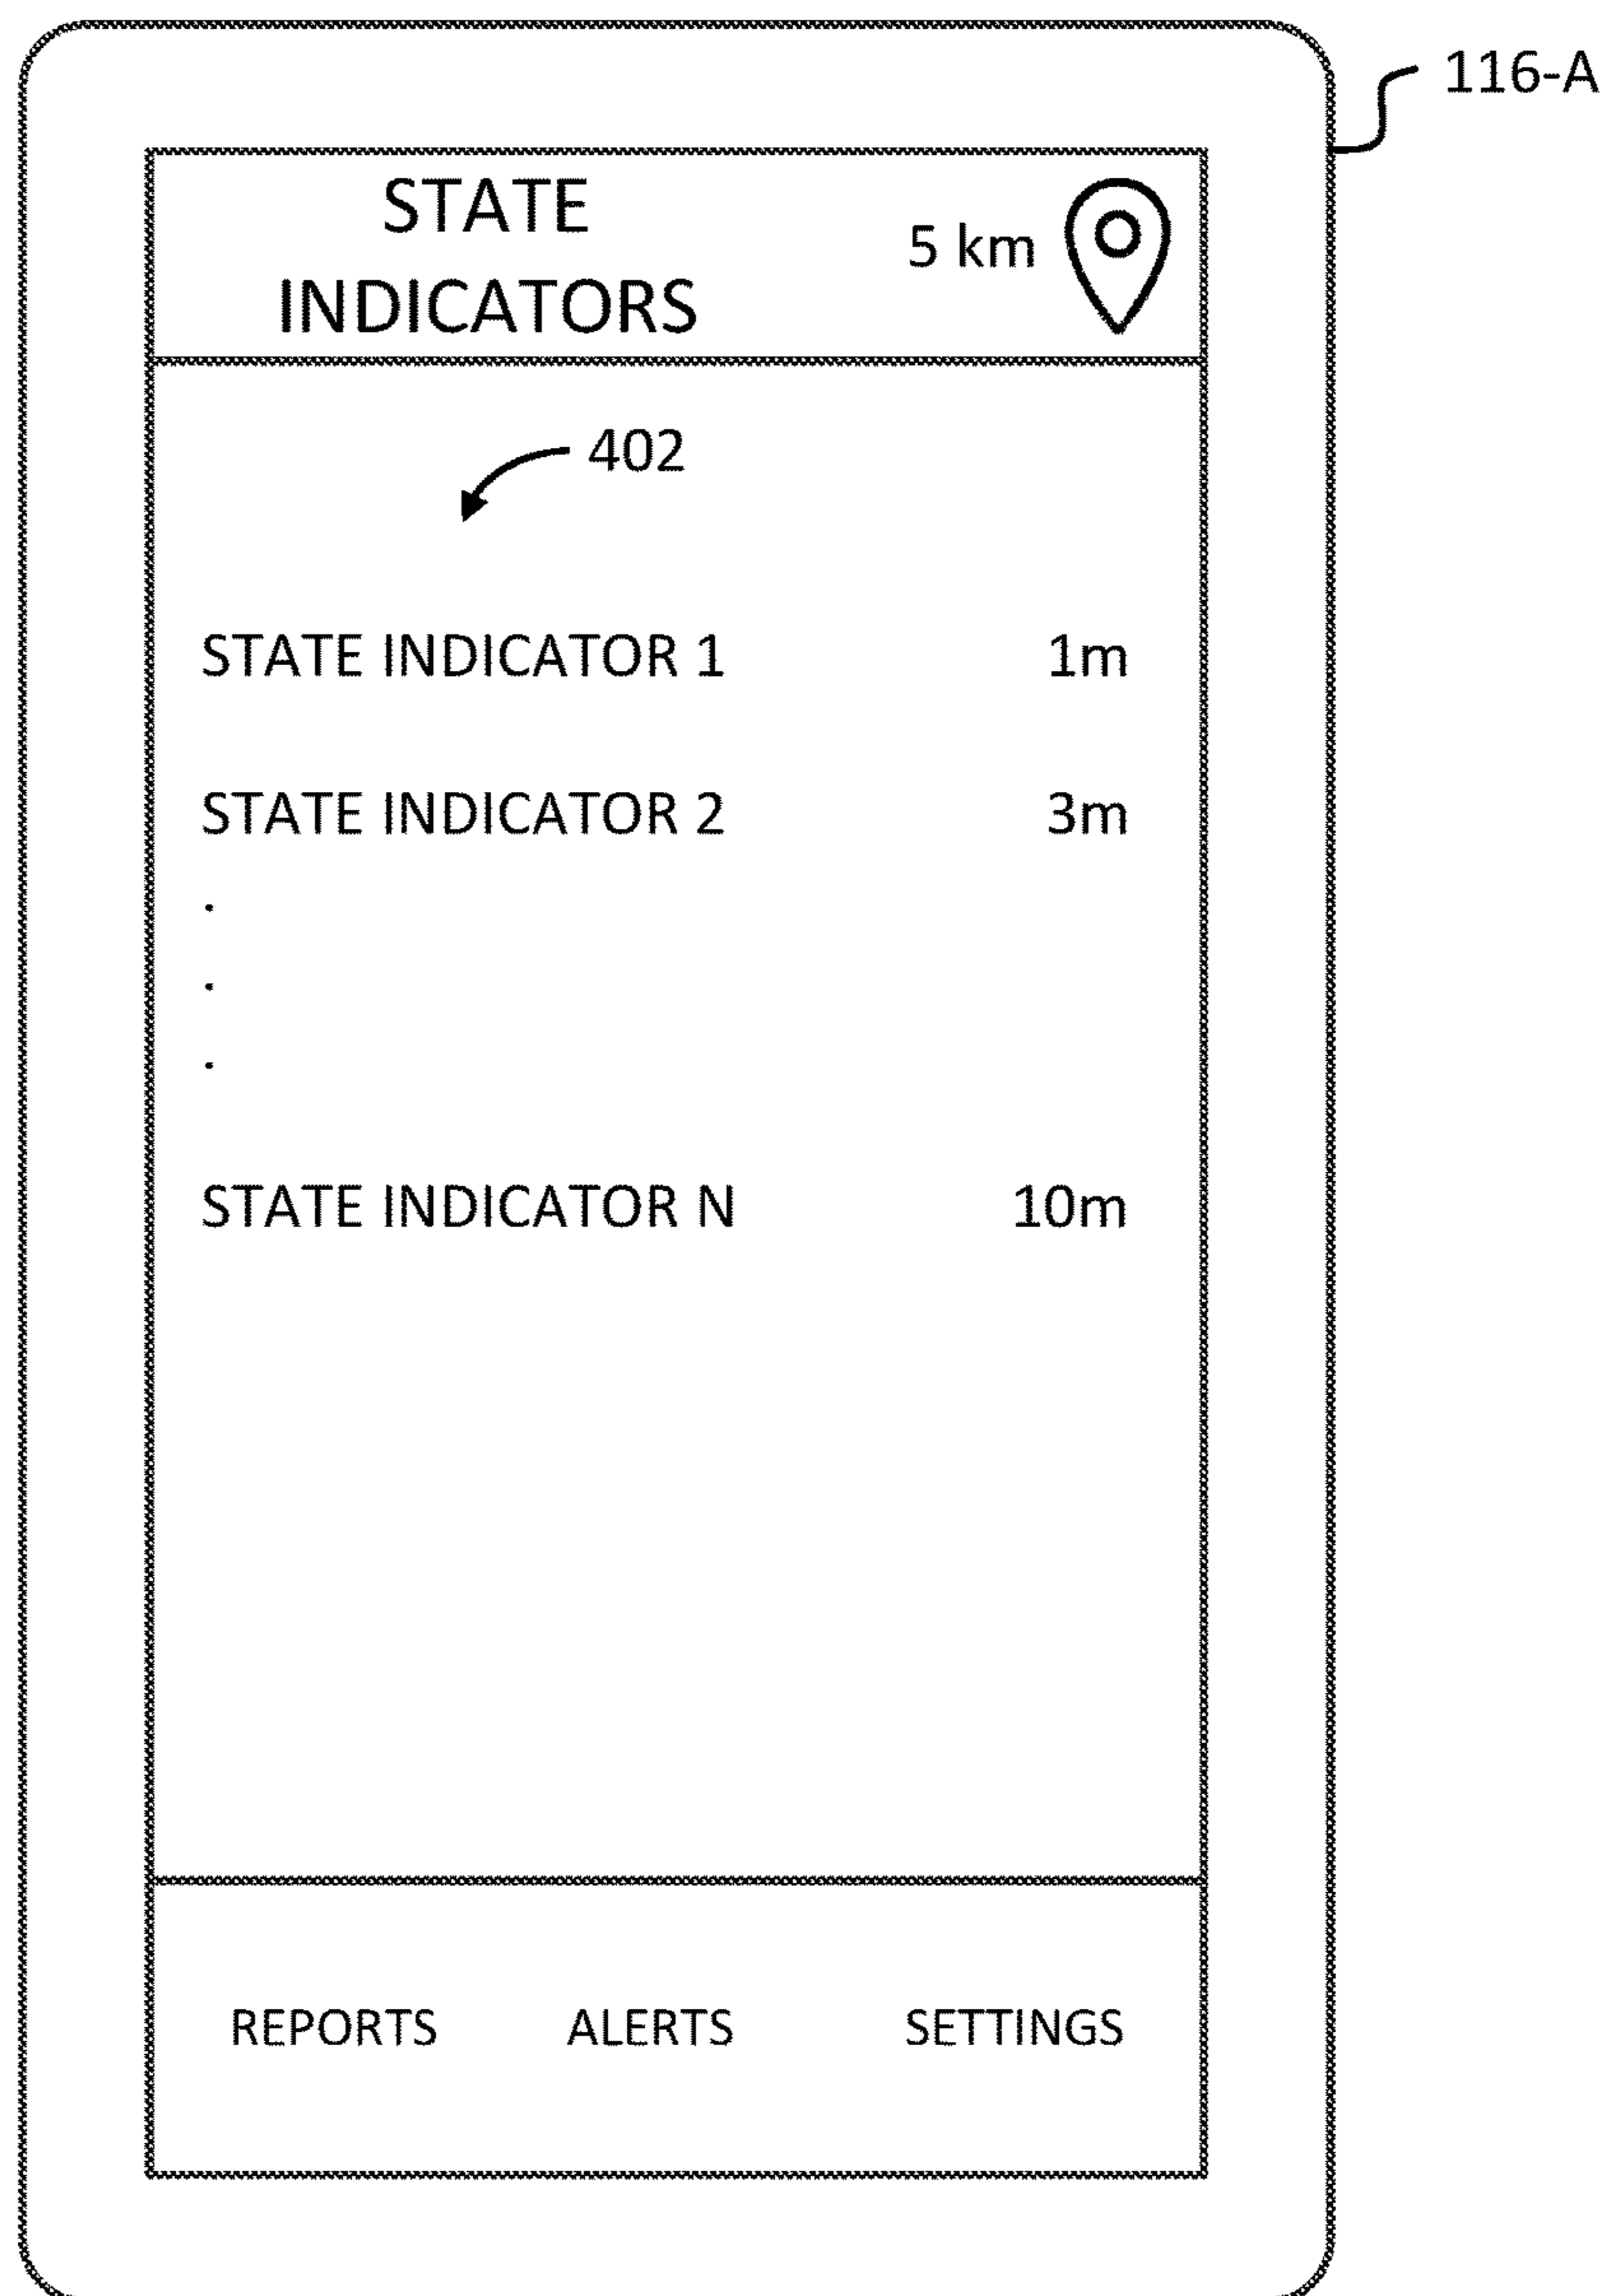 116-A
STATE
INDICATORS
5 km
402
STATE INDICATOR 1 1m
STATE INDICATOR 2 3m
.
.
.
STATE INDICATOR N 10m
REPORTS ALERTS SETTINGS